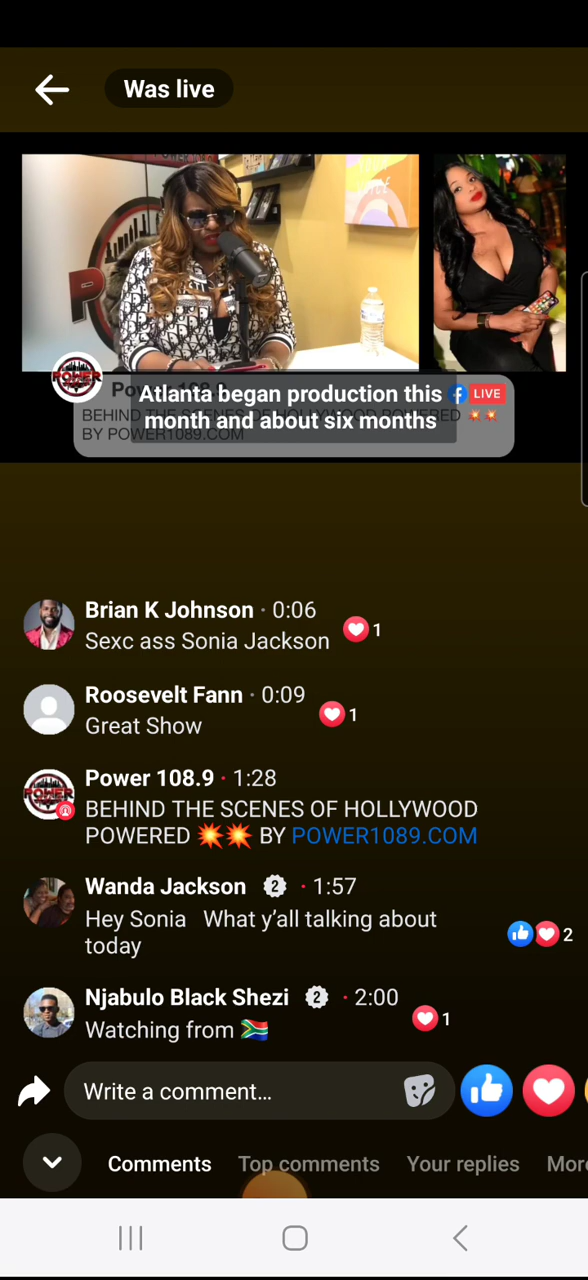 Was live
POWER
Atlanta began production this
LIVE
month and about six months
BEHIND THE SCENES OF HOLLYWOOD POWERED
BY POWER1089.COM
Brian K Johnson · 0:06
Sexc ass Sonia Jackson
1
Roosevelt Fann · 0:09
Great Show
1
POWER
Power 108.9 · 1:28
BEHIND THE SCENES OF HOLLYWOOD
POWERED 💥💥 BY POWER1089.COM
Wanda Jackson 2 · 1:57
Hey Sonia What y’all talking about
today
2
Njabulo Black Shezi 2 · 2:00
Watching from 🇿🇦
1
Write a comment…
Comments Top comments Your replies